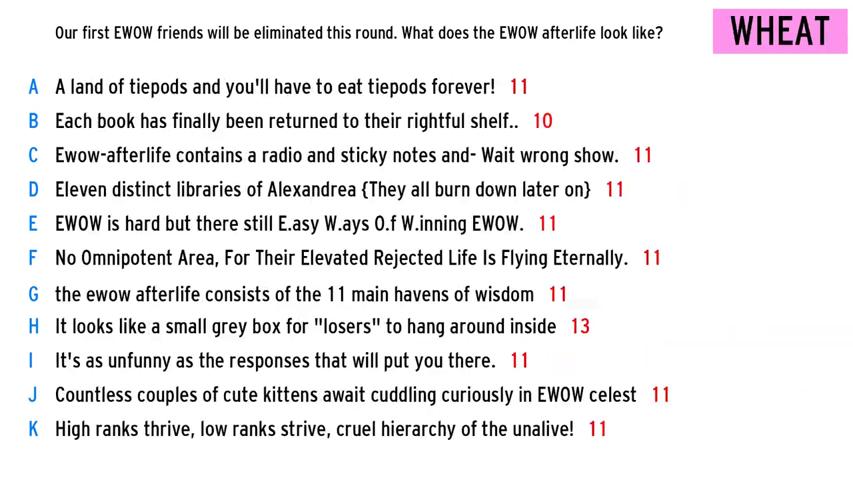 Our first EWOW friends will be eliminated this round. What does the EWOW afterlife look like?
WHEAT
A A land of tiepods and you'll have to eat tiepods forever! 11
B Each book has finally been returned to their rightful shelf.. 10
C Ewow-afterlife contains a radio and sticky notes and- Wait wrong show. 11
D Eleven distinct libraries of Alexandrea {They all burn down later on} 11
E EWOW is hard but there still E.asy W.ays O.f W.inning EWOW. 11
F No Omnipotent Area, For Their Elevated Rejected Life Is Flying Eternally. 11
G the ewow afterlife consists of the 11 main havens of wisdom 11
H It looks like a small grey box for "losers" to hang around inside 13
I It's as unfunny as the responses that will put you there. 11
J Countless couples of cute kittens await cuddling curiously in EWOW celest 11
K High ranks thrive, low ranks strive, cruel hierarchy of the unalive! 11